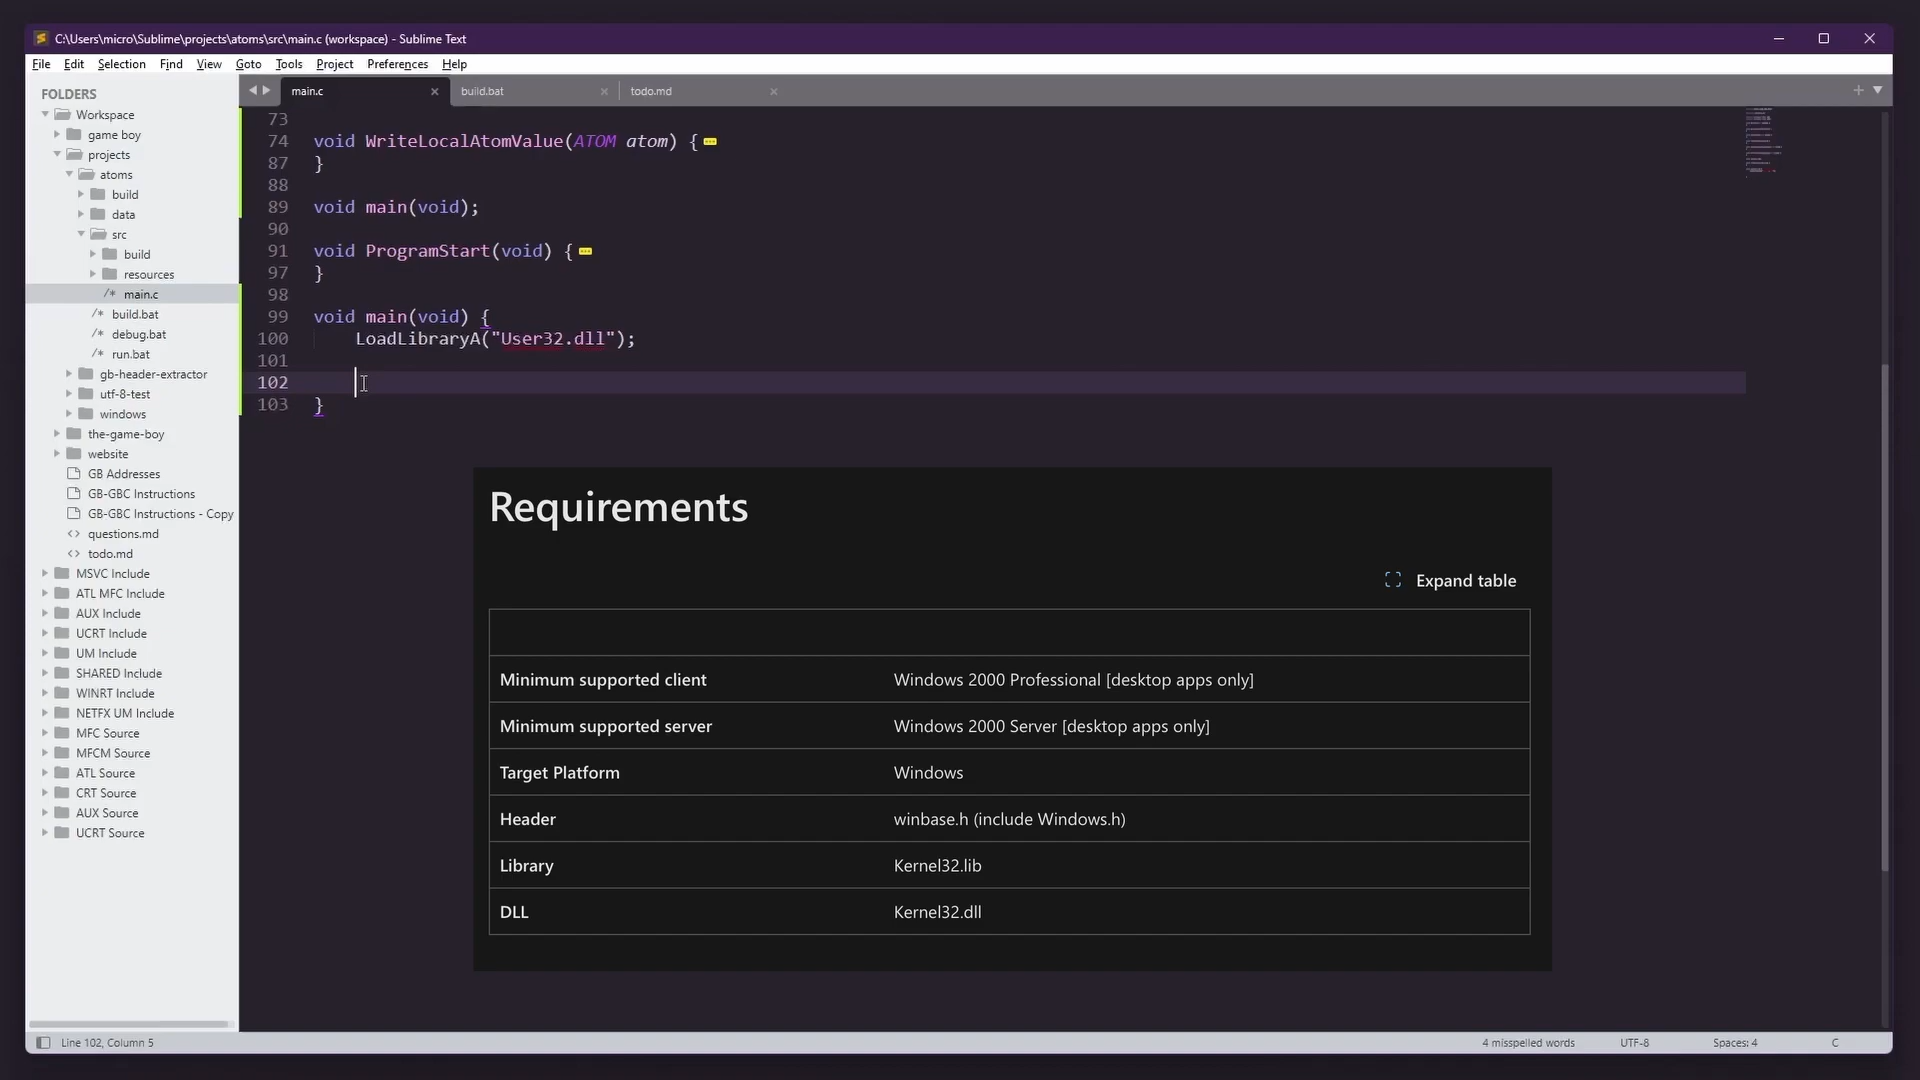 C:\Users\micro\Sublime\projects\atoms\src\main.c (workspace) - Sublime Text
File Edit Selection Find View Goto Tools Project Preferences Help
FOLDERS
Workspace
game boy
projects
atoms
build
data
src
build
resources
main.c
build.bat
debug.bat
run.bat
gb-header-extractor
utf-8-test
windows
the-game-boy
website
GB Addresses
GB-GBC Instructions
GB-GBC Instructions - Copy
questions.md
todo.md
MSVC Include
ATL MFC Include
AUX Include
UCRT Include
UM Include
SHARED Include
WINRT Include
NETFX UM Include
MFC Source
MFCM Source
ATL Source
CRT Source
AUX Source
UCRT Source
main.c build.bat todo.md
73
74 void WriteLocalAtomValue(ATOM atom) {
87 }
88
89 void main(void);
90
91 void ProgramStart(void) {
97 }
98
99 void main(void) {
100 LoadLibraryA("User32.dll");
101
102
103 }
Requirements
Expand table
Minimum supported client Windows 2000 Professional [desktop apps only]
Minimum supported server Windows 2000 Server [desktop apps only]
Target Platform Windows
Header winbase.h (include Windows.h)
Library Kernel32.lib
DLL Kernel32.dll
Line 102, Column 5 4 misspelled words UTF-8 Spaces: 4 C